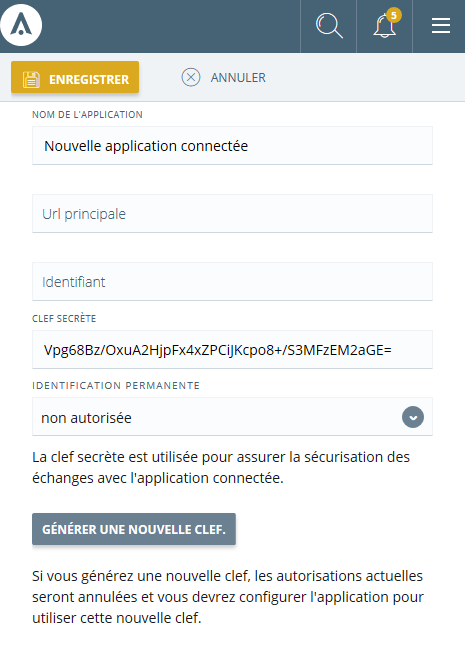 5
ENREGISTRER
ANNULER
NOM DE L'APPLICATION
Nouvelle application connectée
Url principale
Identifiant
CLEF SECRÈTE
Vpg68Bz/OxuA2HjpFx4xZPCiJKcpo8+/S3MFzEM2aGE=
IDENTIFICATION PERMANENTE
non autorisée
La clef secrète est utilisée pour assurer la sécurisation des
échanges avec l'application connectée.
GÉNÉRER UNE NOUVELLE CLEF.
Si vous générez une nouvelle clef, les autorisations actuelles
seront annulées et vous devrez configurer l'application pour
utiliser cette nouvelle clef.